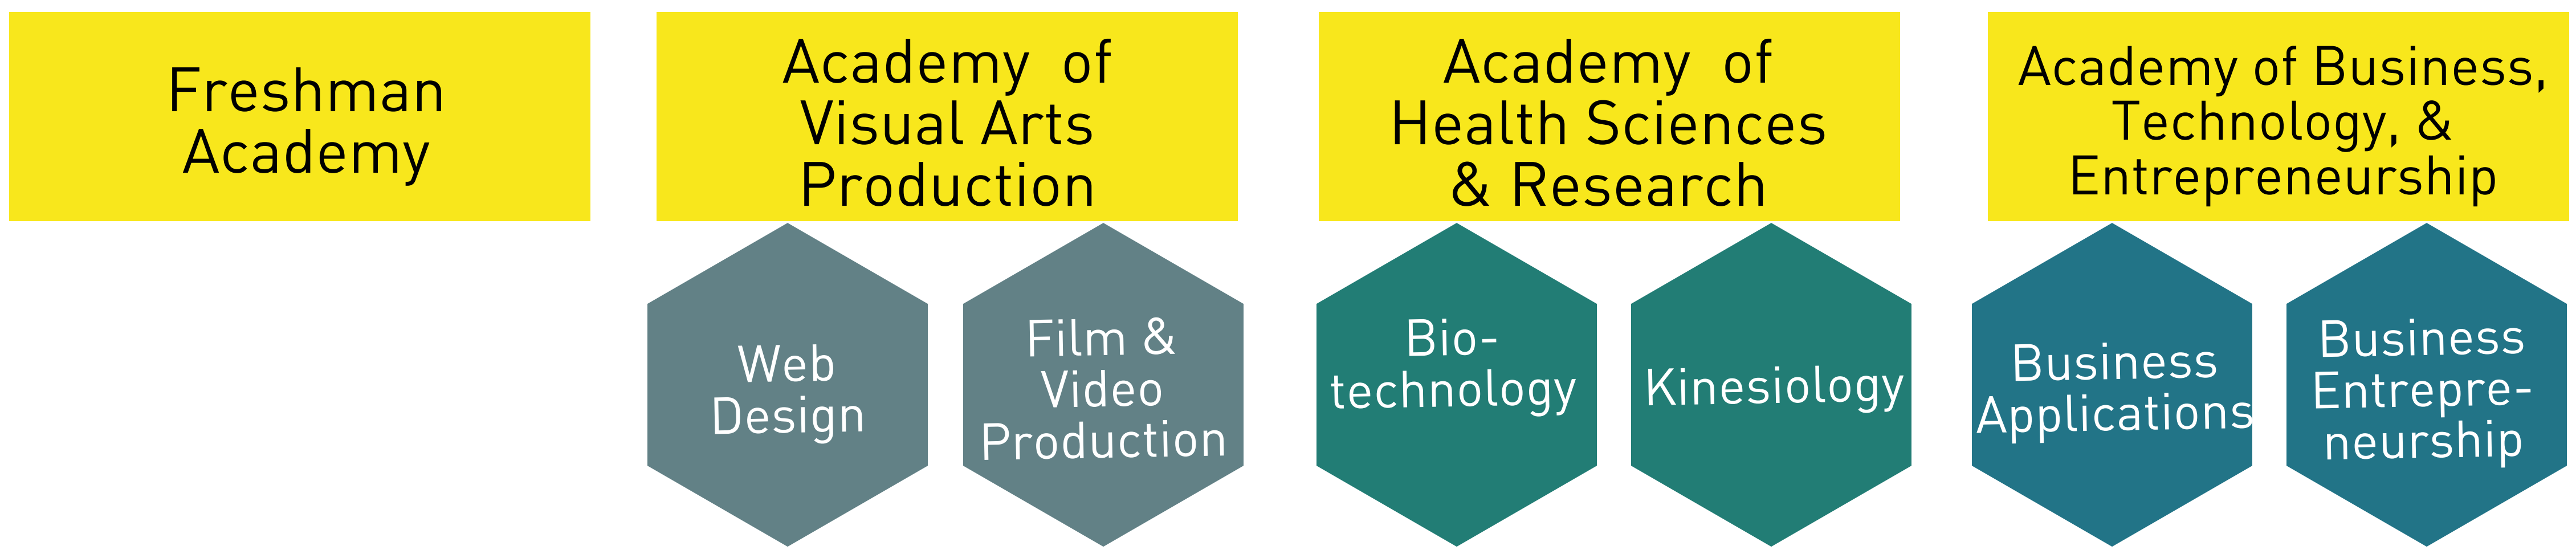 Freshman
Academy
Academy of
Visual Arts
Production
Academy of
Health Sciences
& Research
Academy of Business,
Technology, &
Entrepreneurship
Web
Design
Film &
Video
Production
Bio-
technology
Kinesiology
Business
Applications
Business
Entrepre-
neurship